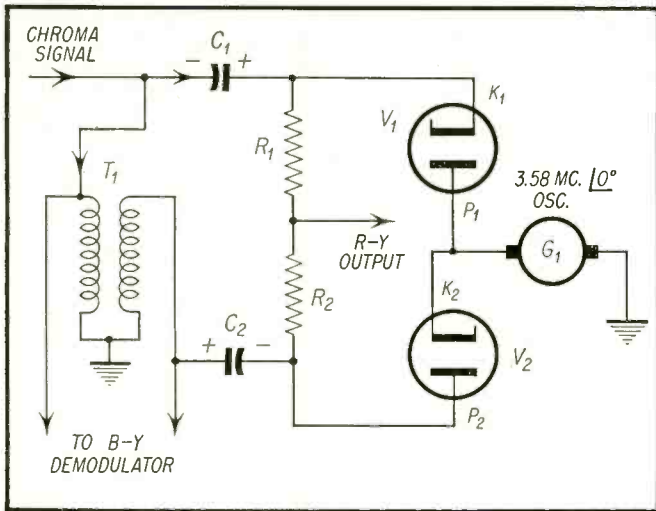 CHROMA
SIGNAL
C1
- +
K1
V1
R1
T1
3.58 MC. ∠0°
OSC.
P1
R-Y
OUTPUT
G1
K2
R2
C2
+ -
V2
P2
TO B-Y
DEMODULATOR